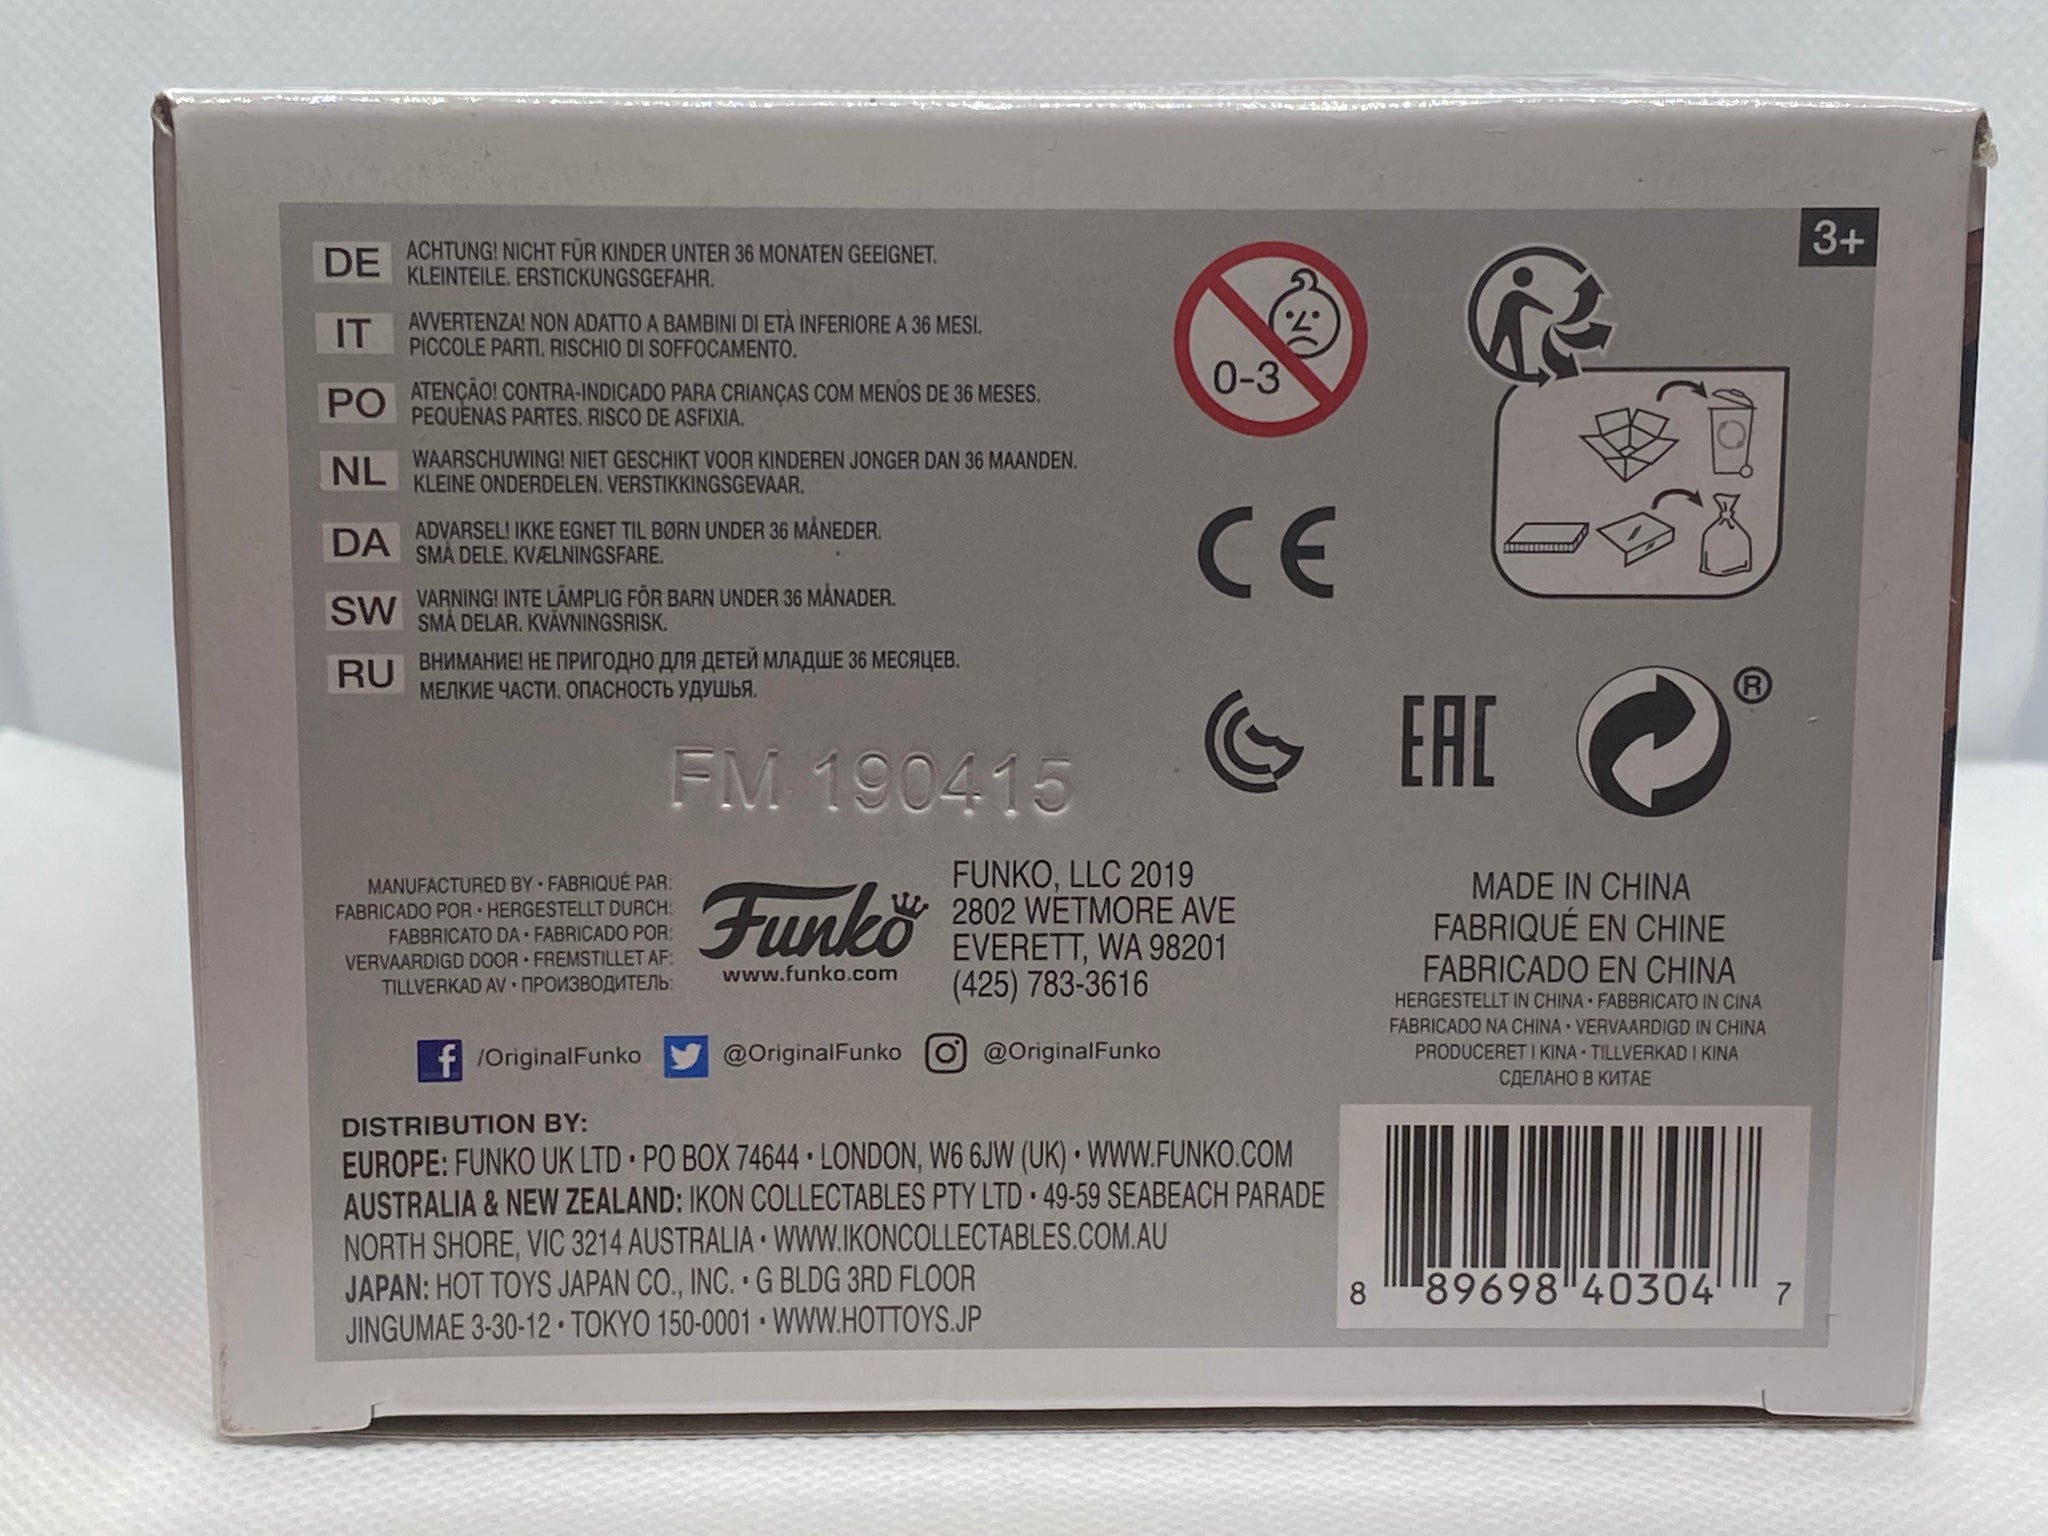 3+
DE
ACHTUNG! NICHT FÜR KINDER UNTER 36 MONATEN GEEIGNET.
KLEINTEILE. ERSTICKUNGSGEFAHR.
IT
AVVERTENZA! NON ADATTO A BAMBINI DI ETÀ INFERIORE A 36 MESI.
PICCOLE PARTI. RISCHIO DI SOFFOCAMENTO.
PO
ATENÇÃO! CONTRA-INDICADO PARA CRIANÇAS COM MENOS DE 36 MESES.
PEQUENAS PARTES. RISCO DE ASFIXIA.
NL
WAARSCHUWING! NIET GESCHIKT VOOR KINDEREN JONGER DAN 36 MAANDEN.
KLEINE ONDERDELEN. VERSTIKKINGSGEVAAR.
DA
ADVARSEL! IKKE EGNET TIL BØRN UNDER 36 MÅNEDER.
SMÅ DELE. KVÆLNINGSFARE.
SW
VARNING! INTE LÄMPLIG FÖR BARN UNDER 36 MÅNADER.
SMÅ DELAR. KVÄVNINGSRISK.
RU
ВНИМАНИЕ! НЕ ПРИГОДНО ДЛЯ ДЕТЕЙ МЛАДШЕ 36 МЕСЯЦЕВ.
МЕЛКИЕ ЧАСТИ. ОПАСНОСТЬ УДУШЬЯ.
0-3
CE
EAC
®
FM 190415
MANUFACTURED BY • FABRIQUÉ PAR:
FABRICADO POR • HERGESTELLT DURCH:
FABBRICATO DA • FABRICADO POR:
VERVAARDIGD DOOR • FREMSTILLET AF:
TILLVERKAD AV • ПРОИЗВОДИТЕЛЬ:
Funko
www.funko.com
FUNKO, LLC 2019
2802 WETMORE AVE
EVERETT, WA 98201
(425) 783-3616
MADE IN CHINA
FABRIQUÉ EN CHINE
FABRICADO EN CHINA
HERGESTELLT IN CHINA • FABBRICATO IN CINA
FABRICADO NA CHINA • VERVAARDIGD IN CHINA
PRODUCERET I KINA • TILLVERKAD I KINA
СДЕЛАНО В КИТАЕ
f /OriginalFunko @OriginalFunko @OriginalFunko
DISTRIBUTION BY:
EUROPE: FUNKO UK LTD • PO BOX 74644 • LONDON, W6 6JW (UK) • WWW.FUNKO.COM
AUSTRALIA & NEW ZEALAND: IKON COLLECTABLES PTY LTD • 49-59 SEABEACH PARADE
NORTH SHORE, VIC 3214 AUSTRALIA • WWW.IKONCOLLECTABLES.COM.AU
JAPAN: HOT TOYS JAPAN CO., INC. • G BLDG 3RD FLOOR
JINGUMAE 3-30-12 • TOKYO 150-0001 • WWW.HOTTOYS.JP
8 89698 40304 7